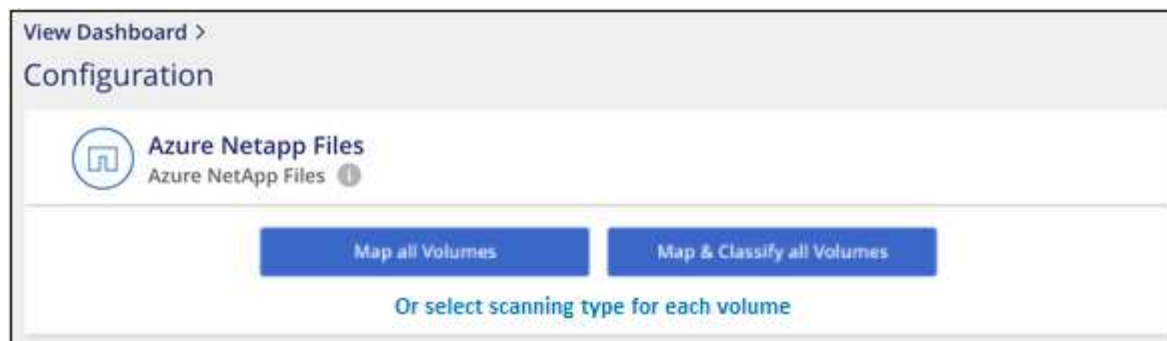 View Dashboard >
Configuration
Azure Netapp Files
Azure NetApp Files i
Map all Volumes
Map & Classify all Volumes
Or select scanning type for each volume